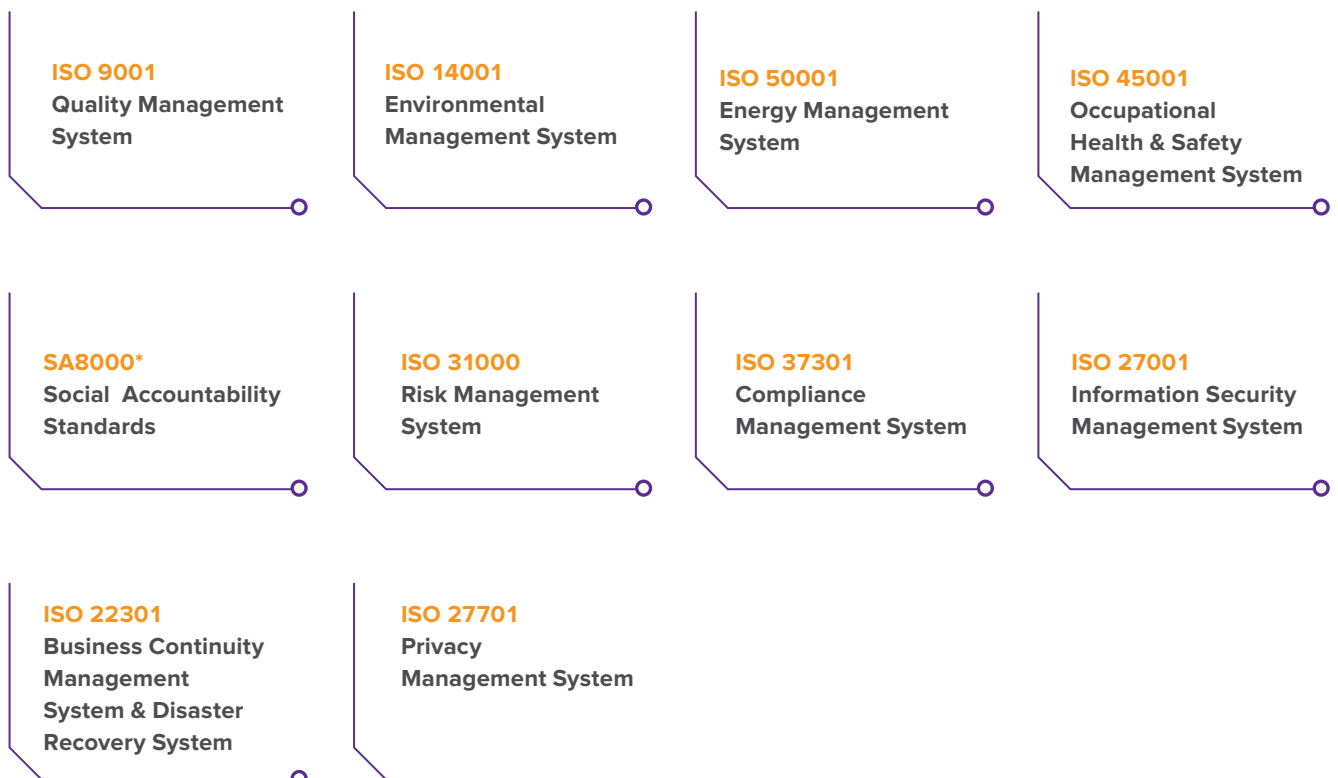 ISO 9001
Quality Management
System
ISO 14001
Environmental
Management System
ISO 50001
Energy Management
System
ISO 45001
Occupational
Health & Safety
Management System
SA8000*
Social Accountability
Standards
ISO 31000
Risk Management
System
ISO 37301
Compliance
Management System
ISO 27001
Information Security
Management System
ISO 22301
Business Continuity
Management
System & Disaster
Recovery System
ISO 27701
Privacy
Management System